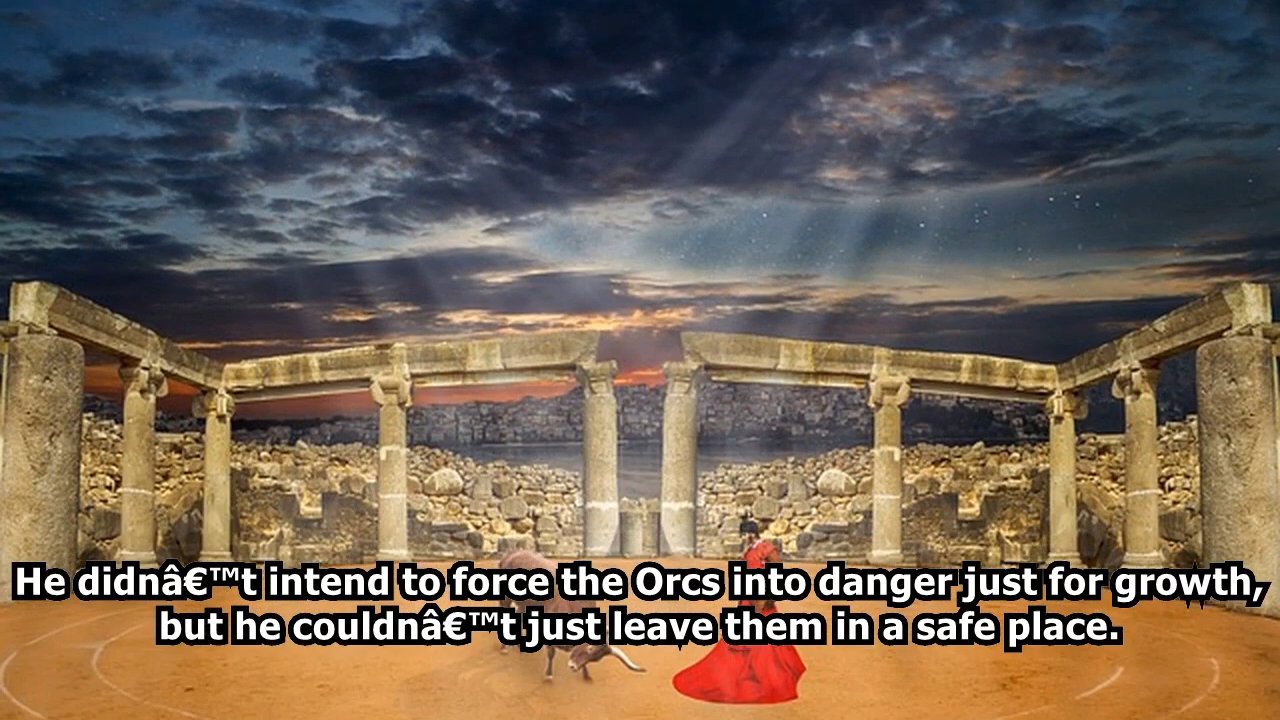 He didnâ€™t intend to force the Orcs into danger just for growth,
but he couldnâ€™t just leave them in a safe place.